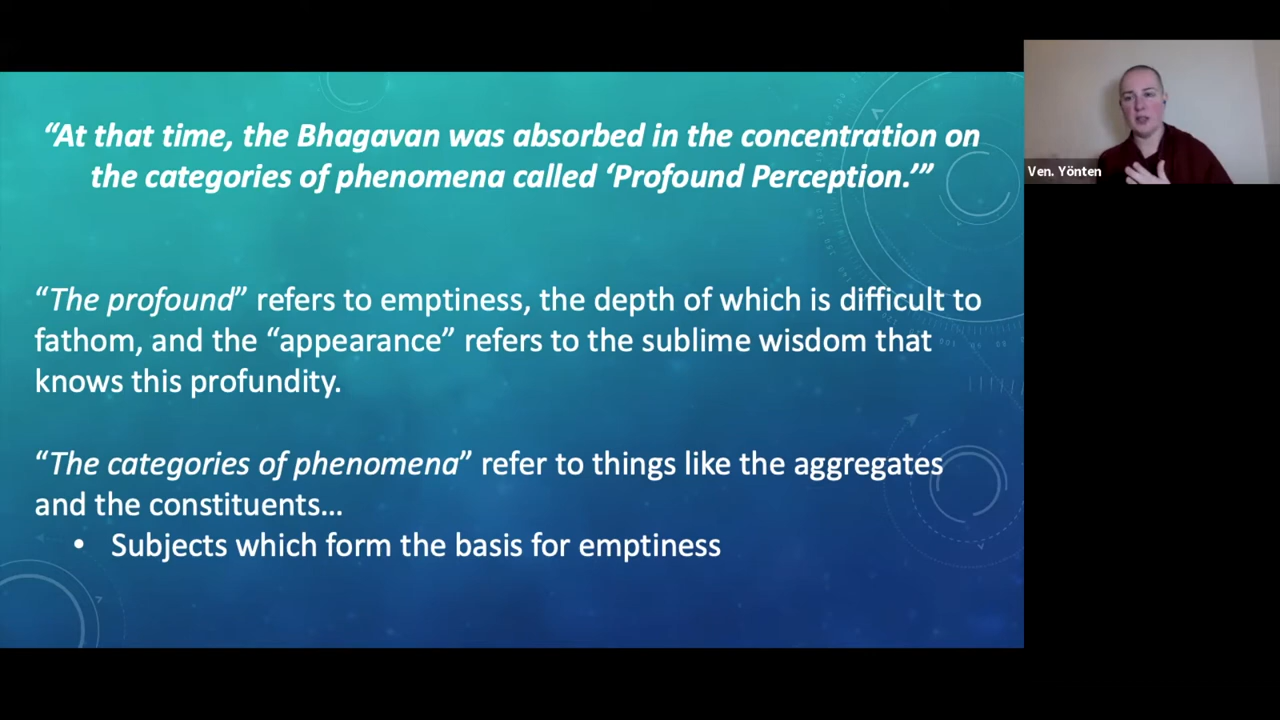 “At that time, the Bhagavan was absorbed in the concentration on
the categories of phenomena called ‘Profound Perception.’”
“The profound” refers to emptiness, the depth of which is difficult to
fathom, and the “appearance” refers to the sublime wisdom that
knows this profundity.
“The categories of phenomena” refer to things like the aggregates
and the constituents…
• Subjects which form the basis for emptiness
Ven. Yönten